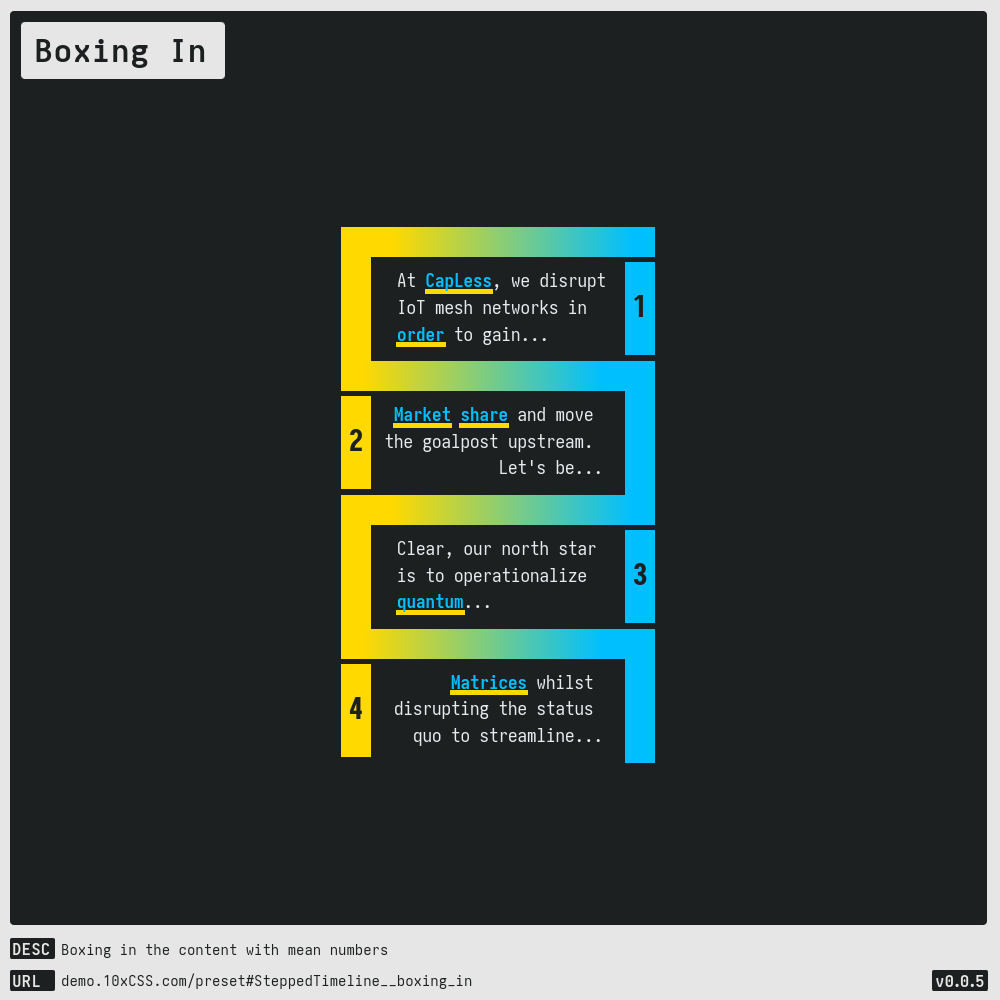 Boxing In
At CapLess, we disrupt
IoT mesh networks in
order to gain...
1
2
Market share and move
the goalpost upstream.
Let's be...
Clear, our north star
is to operationalize
quantum...
3
4
Matrices whilst
disrupting the status
quo to streamline...
DESC Boxing in the content with mean numbers
URL demo.10xCSS.com/preset#SteppedTimeline__boxing_in
v0.0.5